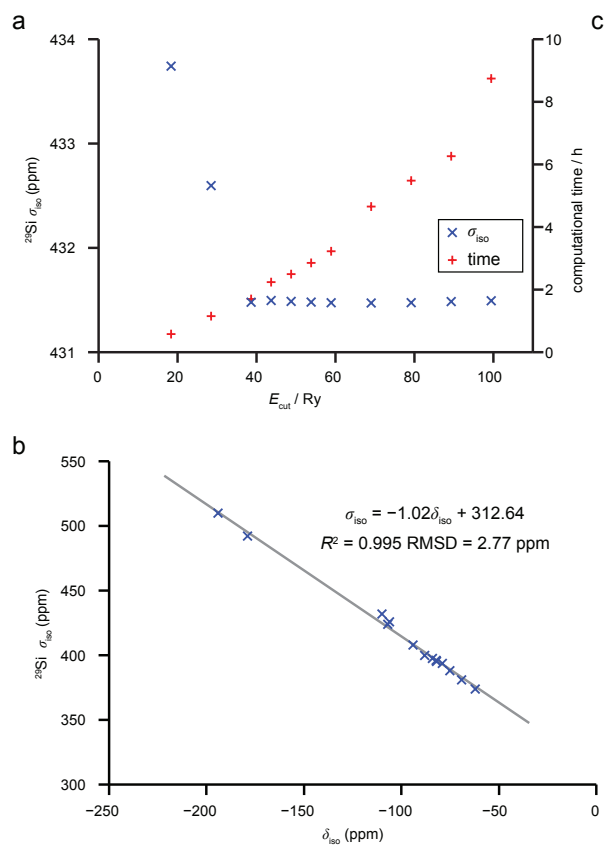 a
c
434
433
432
431
²⁹Si σiso (ppm)
10
8
6
4
2
0
computational time / h
σiso
time
0
20
40
60
80
100
Ecut / Ry
b
550
500
450
400
350
300
²⁹Si σiso (ppm)
σiso = −1.02δiso + 312.64
R² = 0.995 RMSD = 2.77 ppm
−250
−200
−150
−100
−50
0
δiso (ppm)